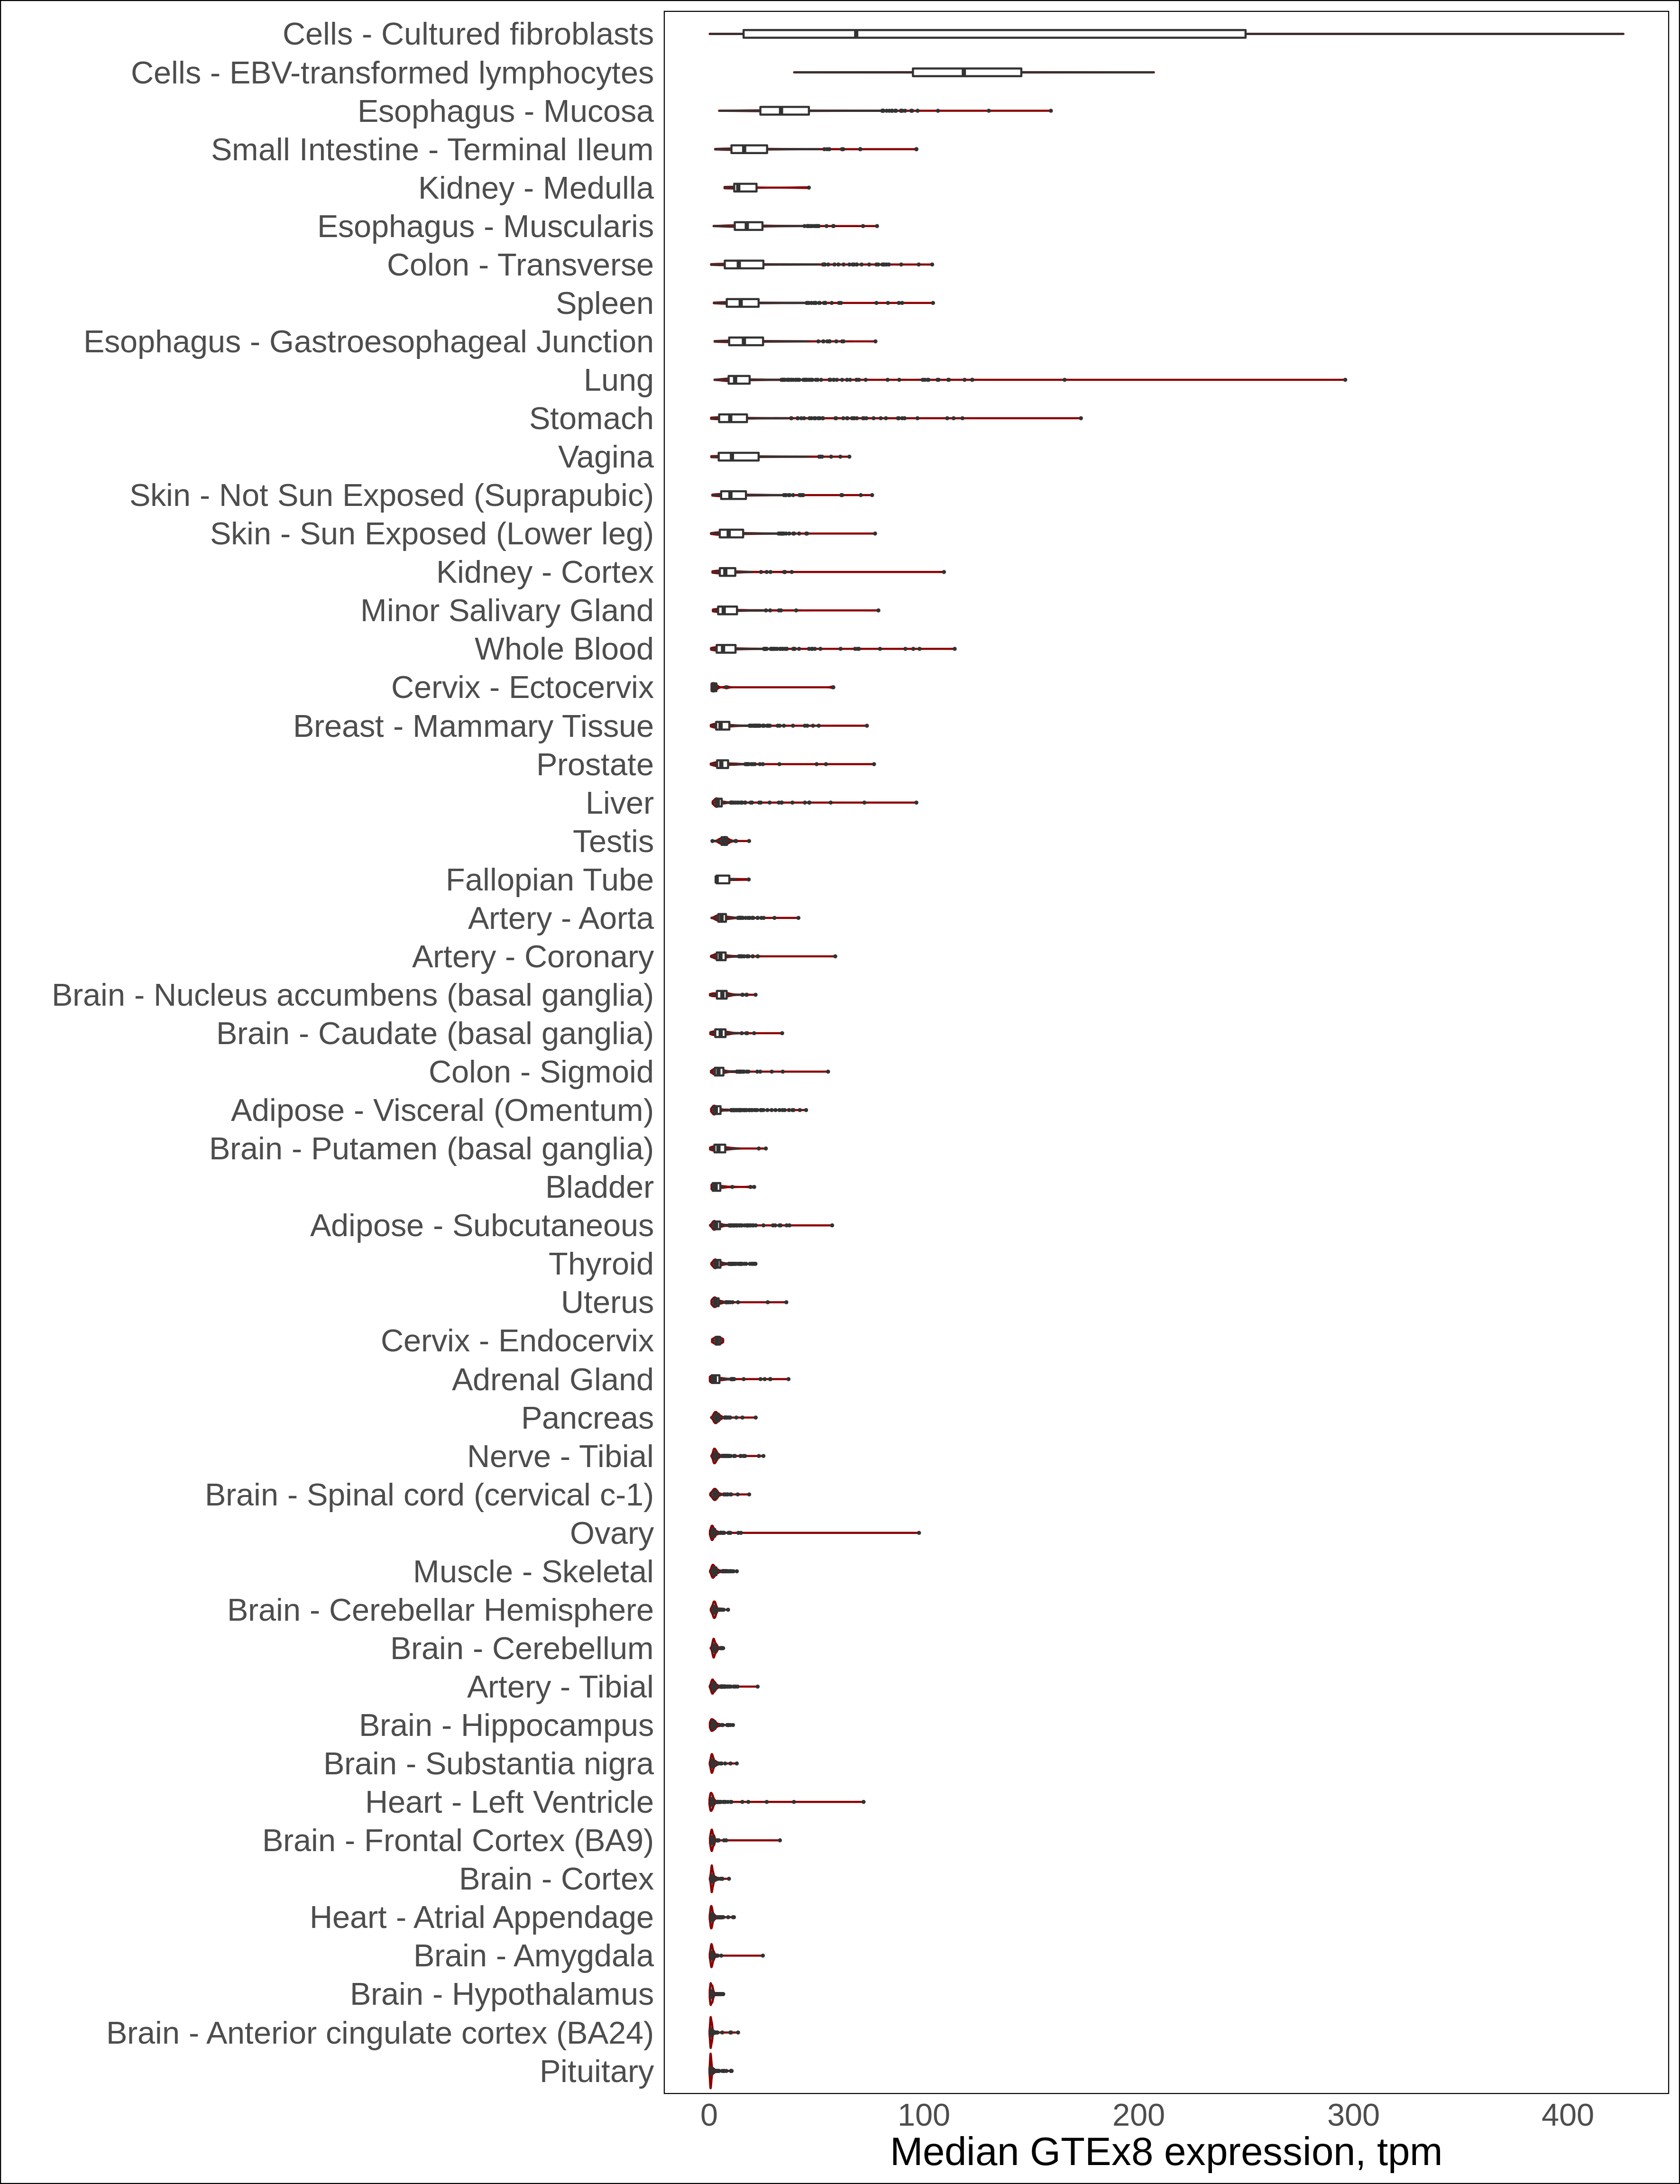 Cells - Cultured fibroblasts
Cells - EBV-transformed lymphocytes
Esophagus - Mucosa
Small Intestine - Terminal Ileum
Kidney - Medulla
Esophagus - Muscularis
Colon - Transverse
Spleen
Esophagus - Gastroesophageal Junction
Lung
Stomach
Vagina
Skin - Not Sun Exposed (Suprapubic)
Skin - Sun Exposed (Lower leg)
Kidney - Cortex
Minor Salivary Gland
Whole Blood
Cervix - Ectocervix
Breast - Mammary Tissue
Prostate
Liver
Testis
Fallopian Tube
Artery - Aorta
Artery - Coronary
Brain - Nucleus accumbens (basal ganglia)
Brain - Caudate (basal ganglia)
Colon - Sigmoid
Adipose - Visceral (Omentum)
Brain - Putamen (basal ganglia)
Bladder
Adipose - Subcutaneous
Thyroid
Uterus
Cervix - Endocervix
Adrenal Gland
Pancreas
Nerve - Tibial
Brain - Spinal cord (cervical c-1)
Ovary
Muscle - Skeletal
Brain - Cerebellar Hemisphere
Brain - Cerebellum
Artery - Tibial
Brain - Hippocampus
Brain - Substantia nigra
Heart - Left Ventricle
Brain - Frontal Cortex (BA9)
Brain - Cortex
Heart - Atrial Appendage
Brain - Amygdala
Brain - Hypothalamus
Brain - Anterior cingulate cortex (BA24)
Pituitary
0 100 200 300 400
Median GTEx8 expression, tpm